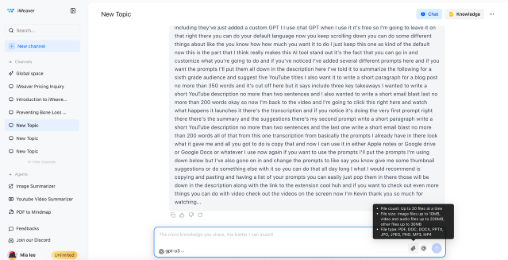 iWeaver
Search...
New channel
Channels
Global space
iWeaver Pricing Inquiry
Introduction to iWeave...
Preventing Bone Loss ...
New Topic
New Topic
New Topic
Agents
Image Summarizer
Youtube Video Summarizer
PDF to Mindmap
Feedbacks
Join our Discord
Mia lee
Unlimited
New Topic
Chat
Knowledge
including they've just added a custom GPT I use chat GPT when I use it it's free so I'm going to leave it on
that right there you can do your default language now you keep scrolling down you can do some different
things about like the you know how how much you want it to do I just keep this one as kind of the default
now this is the part that I think really makes this AI tool stand out it's the fact that you can go in and
customize what you're going to do and if you've noticed I've added several different prompts here and if you
want the prompts I'll put them all down in the description here I've told it to summarize the following for a
sixth grade audience and suggest five YouTube titles I also want it to write a short paragraph for a blog post
no more than 350 words and it's cut off here but it says include three key takeaways I wanted to write a
short YouTube description no more than two sentences I also wanted to write a short email blast last no
more than 200 words okay so now I'm back to the video I'm going to click this right here and watch
what happens it launches it there's the transcription and if you notice it's doing the very first prompt right
there there's the summary and the suggestions there's my second prompt write a short paragraph and I also
wanted to write a short YouTube description no more than two sentences and the last one write an email blast no more
than 200 words all of that from this one transcription from basically the prompts I already have in there look
what it gave me and all you got to do is copy that and now I can use it in either Apple notes or Google drive
or Google Docs or whatever I'm using now again if you want to use the prompts I'll put the prompts I'm using
down below but I've also gone in and change the prompts to like say you know give me some thumbnail
suggestions or do something else with it so you can do all that kind of thing what I would recommend is
copying and pasting and having a list of your prompts you can easily just pop them in there those will be
down in the description along with the link to the extension cool huh and if you want to check out even more
things you can do with video check out the videos on your screen now I'm Kevin thank you so much for
watching...
File count: Up to 20 files at a time
File size: Image files up to 10MB,
video and audio files up to 200MB,
other files up to 30MB
File type: PDF, DOC, DOCX, PPTX,
JPG, JPEG, PNG, MP3, MP4
gpt-o3